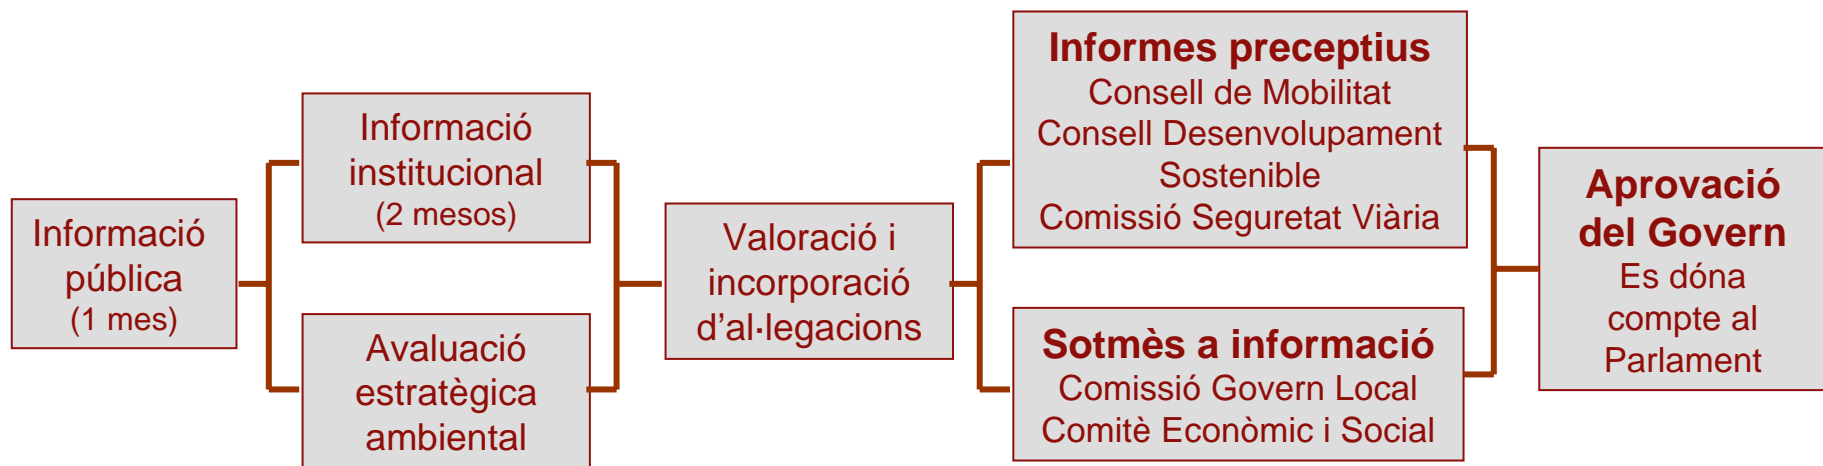 Informació
pública
(1 mes)
Informació
institucional
(2 mesos)
Avaluació
estratègica
ambiental
Valoració i
incorporació
d’al·legacions
Informes preceptius
Consell de Mobilitat
Consell Desenvolupament
Sostenible
Comissió Seguretat Viària
Sotmès a informació
Comissió Govern Local
Comitè Econòmic i Social
Aprovació
del Govern
Es dóna
compte al
Parlament